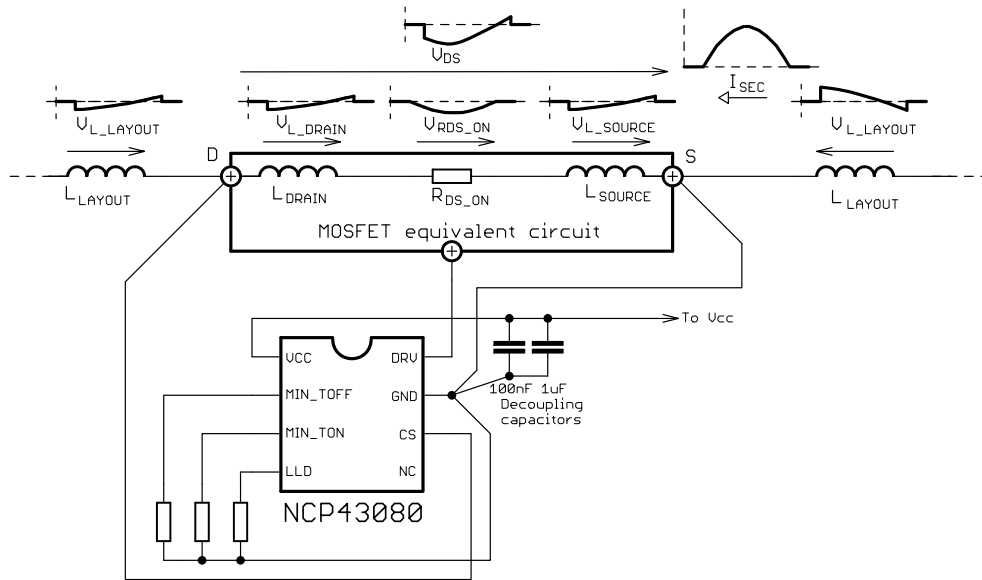 V_DS
I_SEC
V_L_LAYOUT
V_L_DRAIN
V_RDS_ON
V_L_SOURCE
V_L_LAYOUT
D
S
L_LAYOUT
L_DRAIN
R_DS_ON
L_SOURCE
L_LAYOUT
MOSFET equivalent circuit
To Vcc
VCC
DRV
MIN_TOFF
GND
100nF 1uF
Decoupling
capacitors
MIN_TON
CS
LLD
NC
NCP43080